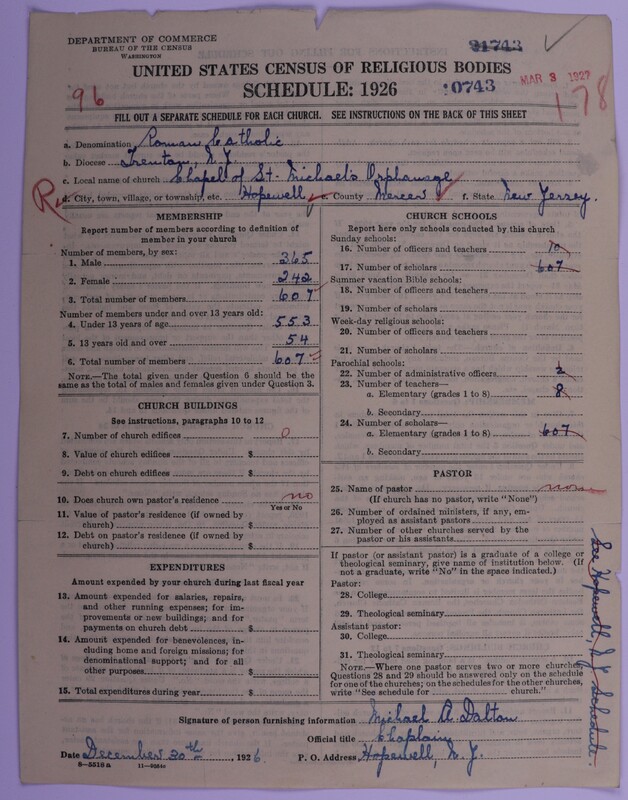 DEPARTMENT OF COMMERCE
BUREAU OF THE CENSUS
WASHINGTON
91743
UNITED STATES CENSUS OF RELIGIOUS BODIES
MAR 3 1927
SCHEDULE: 1926
10743
96
178
FILL OUT A SEPARATE SCHEDULE FOR EACH CHURCH. SEE INSTRUCTIONS ON THE BACK OF THIS SHEET
a. Denomination Roman Catholic
b. Diocese Trenton, N. J.
c. Local name of church Chapell of St. Michael's Orphanage
R
d. City, town, village, or township, etc. Hopewell e. County Mercer f. State New Jersey.
MEMBERSHIP
Report number of members according to definition of member in your church
Number of members, by sex:
1. Male 365
2. Female 242
3. Total number of members 607
Number of members under and over 13 years old:
4. Under 13 years of age 553
5. 13 years old and over 54
6. Total number of members 607
NOTE.—The total given under Question 6 should be the
same as the total of males and females given under Question 3.
CHURCH BUILDINGS
See instructions, paragraphs 10 to 12
7. Number of church edifices 0
8. Value of church edifices $
9. Debt on church edifices $
10. Does church own pastor's residence no
Yes or No
11. Value of pastor's residence (if owned by
church) $
12. Debt on pastor's residence (if owned by
church) $
EXPENDITURES
Amount expended by your church during last fiscal year
13. Amount expended for salaries, repairs,
and other running expenses; for im-
provements or new buildings; and for
payments on church debt $
14. Amount expended for benevolences, in-
cluding home and foreign missions; for
denominational support; and for all
other purposes $
15. Total expenditures during year $
CHURCH SCHOOLS
Report here only schools conducted by this church
Sunday schools:
16. Number of officers and teachers 10
17. Number of scholars 607
Summer vacation Bible schools:
18. Number of officers and teachers
19. Number of scholars
Week-day religious schools:
20. Number of officers and teachers
21. Number of scholars
Parochial schools:
22. Number of administrative officers 2
23. Number of teachers—
a. Elementary (grades 1 to 8) 8
b. Secondary
24. Number of scholars—
a. Elementary (grades 1 to 8) 607
b. Secondary
PASTOR
25. Name of pastor none
(If church has no pastor, write "None")
26. Number of ordained ministers, if any, em-
ployed as assistant pastors
27. Number of other churches served by the
pastor or his assistants
If pastor (or assistant pastor) is a graduate of a college or
theological seminary, give name of institution below. (If
not a graduate, write "No" in the space indicated.)
Pastor:
28. College
29. Theological seminary
Assistant pastor:
30. College
31. Theological seminary
NOTE.—Where one pastor serves two or more churches,
Questions 28 and 29 should be answered only on the schedule
for one of the churches; on the schedules for the other churches,
write "See schedule for church."
See Hopewell, N.J. Schedule.
Signature of person furnishing information Michael A. Dalton
Official title Chaplain
Date December 20th, 1926 P. O. Address Hopewell, N. J.
8—5518 a